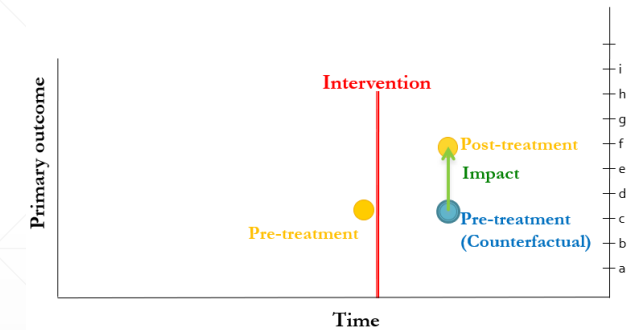 Intervention
Primary outcome
Post-treatment
Impact
Pre-treatment
Pre-treatment
(Counterfactual)
Time
i
h
g
f
e
d
c
b
a